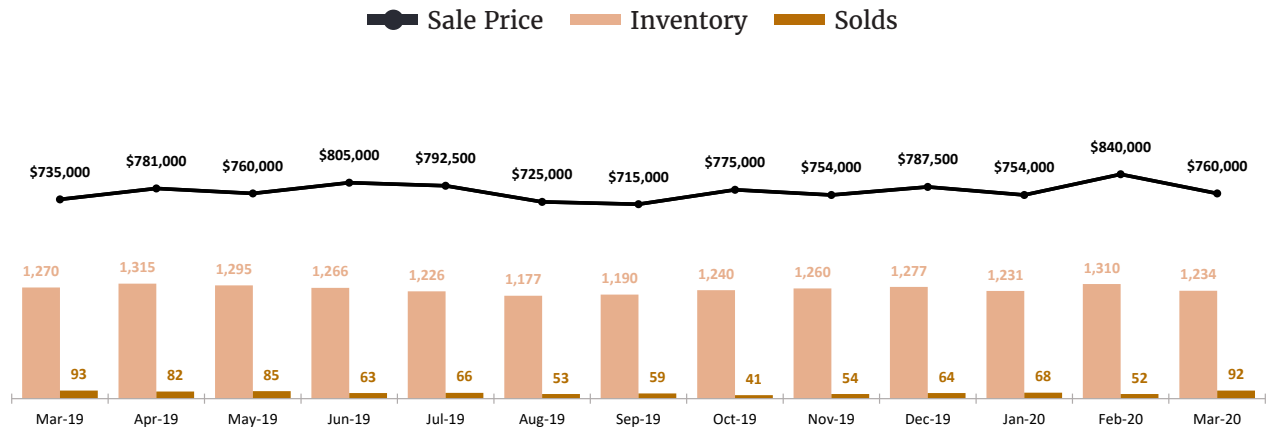 Sale Price Inventory Solds
$735,000 $781,000 $760,000 $805,000 $792,500 $725,000 $715,000 $775,000 $754,000 $787,500 $754,000 $840,000 $760,000
1,270 1,315 1,295 1,266 1,226 1,177 1,190 1,240 1,260 1,277 1,231 1,310 1,234
93 82 85 63 66 53 59 41 54 64 68 52 92
Mar-19 Apr-19 May-19 Jun-19 Jul-19 Aug-19 Sep-19 Oct-19 Nov-19 Dec-19 Jan-20 Feb-20 Mar-20